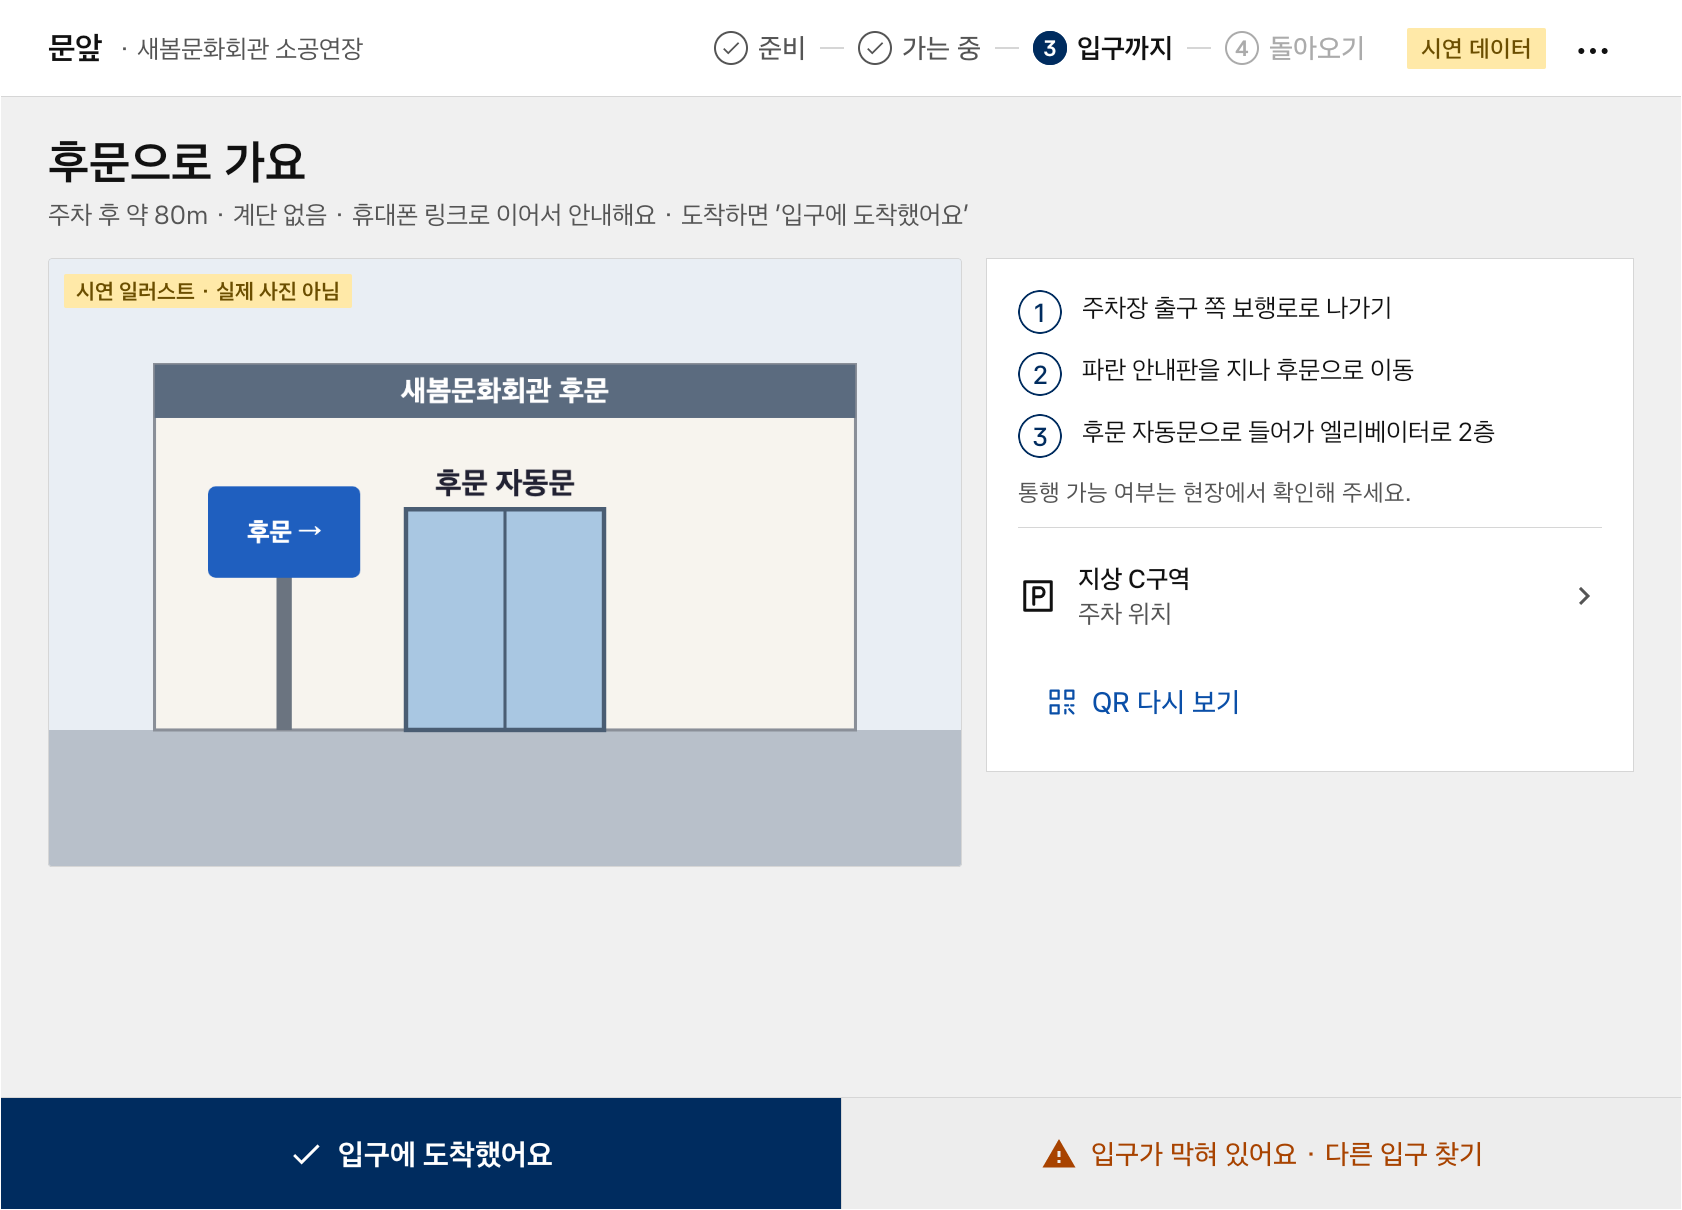 문앞 · 새봄문화회관 소공연장
준비 가는 중 3 입구까지 4 돌아오기
시연 데이터
후문으로 가요
주차 후 약 80m · 계단 없음 · 휴대폰 링크로 이어서 안내해요 · 도착하면 ‘입구에 도착했어요’
시연 일러스트 · 실제 사진 아님
새봄문화회관 후문
후문 자동문
후문 →
1 주차장 출구 쪽 보행로로 나가기
2 파란 안내판을 지나 후문으로 이동
3 후문 자동문으로 들어가 엘리베이터로 2층
통행 가능 여부는 현장에서 확인해 주세요.
P 지상 C구역
주차 위치
QR 다시 보기
입구에 도착했어요
입구가 막혀 있어요 · 다른 입구 찾기